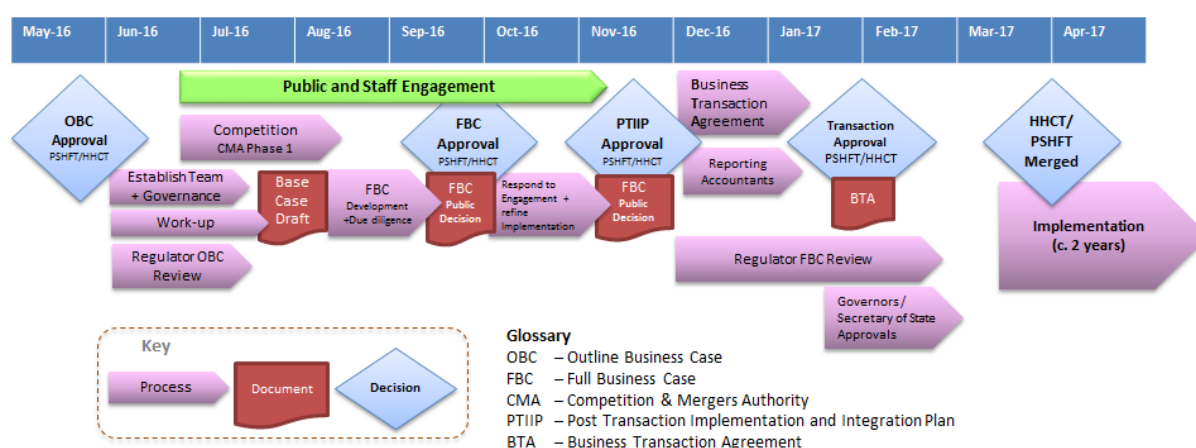 May-16 Jun-16 Jul-16 Aug-16 Sep-16 Oct-16 Nov-16 Dec-16 Jan-17 Feb-17 Mar-17 Apr-17
Public and Staff Engagement
OBC
Approval
PSHFT/HHCT
Competition
CMA Phase 1
Establish Team
+ Governance
Work-up
Regulator OBC
Review
Base
Case
Draft
FBC
Development
+Due diligence
FBC
Approval
PSHFT/HHCT
FBC
Public
Decision
Respond to
Engagement +
refine
Implementation
PTIIP
Approval
PSHFT/HHCT
FBC
Public
Decision
Business
Transaction
Agreement
Reporting
Accountants
Transaction
Approval
PSHFT/HHCT
BTA
Regulator FBC Review
Governors /
Secretary of State
Approvals
HHCT/
PSHFT
Merged
Implementation
(c. 2 years)
Key
Process
Document
Decision
Glossary
OBC – Outline Business Case
FBC – Full Business Case
CMA – Competition & Mergers Authority
PTIIP – Post Transaction Implementation and Integration Plan
BTA – Business Transaction Agreement